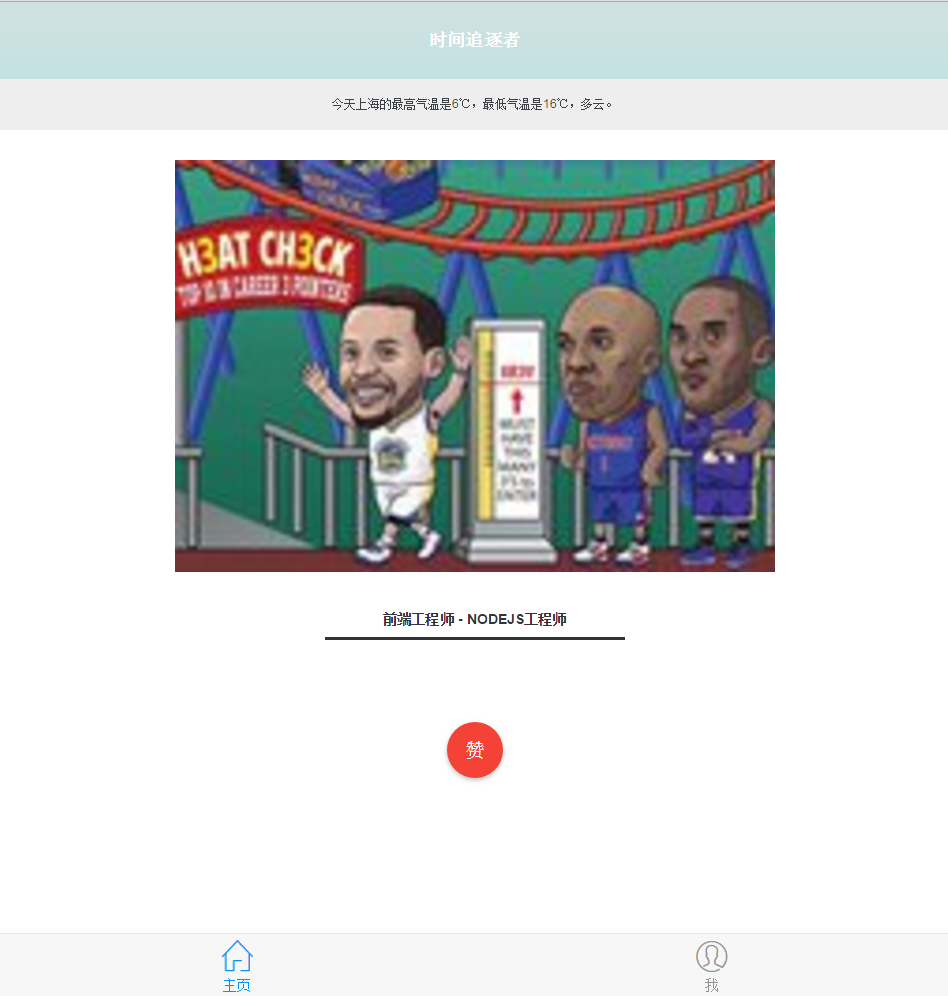 时间追逐者
今天上海的最高气温是6℃，最低气温是16℃，多云。
H3AT CH3CK
TOP 10 IN CAREER 3 POINTERS
MUST
HAVE
THIS
MANY
3'S to
ENTER
前端工程师 - NODEJS工程师
赞
主页
我